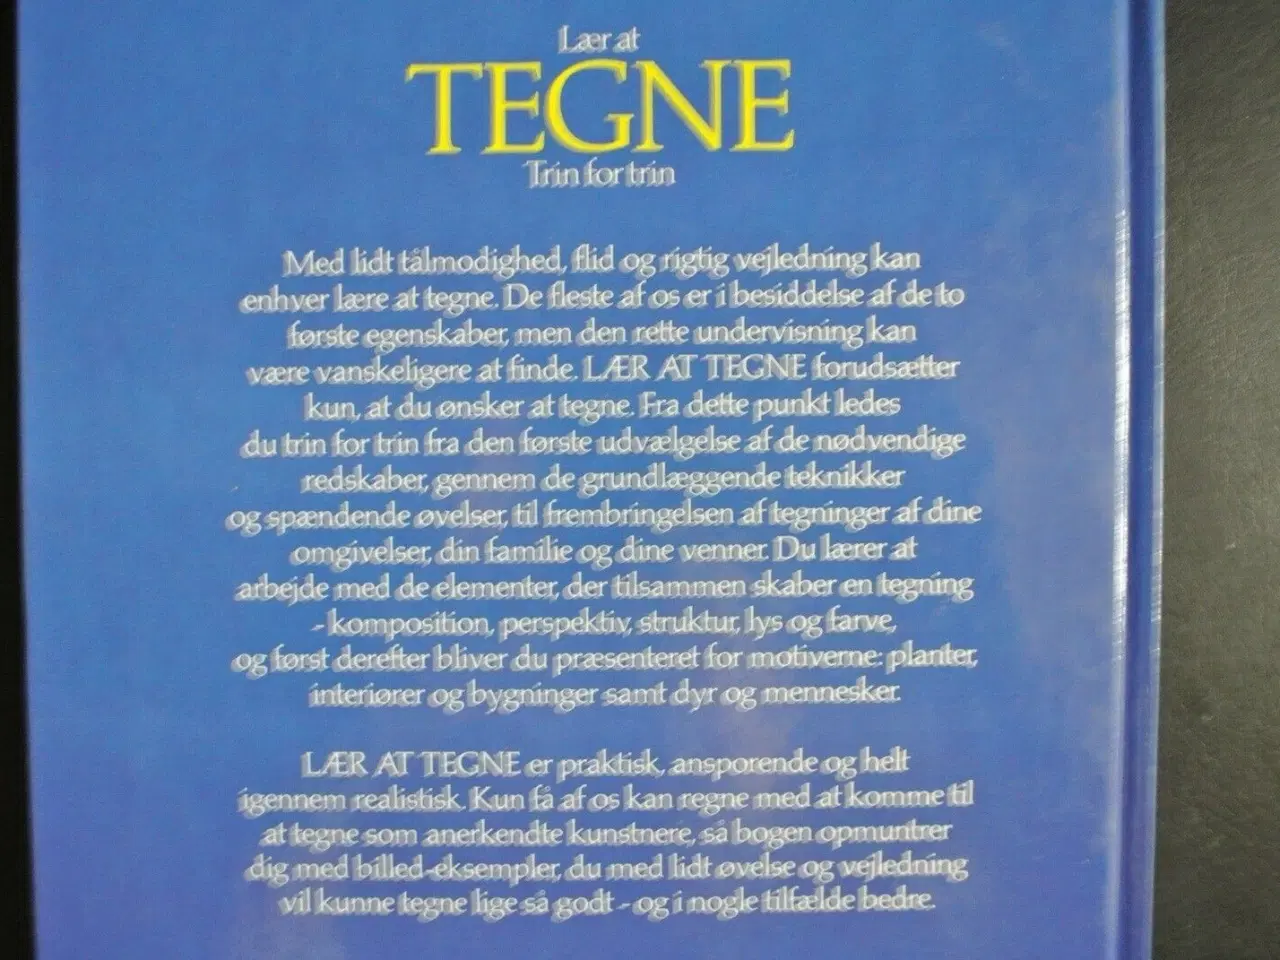 Lær at
TEGNE
Trin for trin
Med lidt tålmodighed, flid og rigtig vejledning kan
enhver lære at tegne. De fleste af os er i besiddelse af de to
første egenskaber, men den rette undervisning kan
være vanskeligere at finde. LÆR AT TEGNE forudsætter
kun, at du ønsker at tegne. Fra dette punkt ledes
du trin for trin fra den første udvælgelse af de nødvendige
redskaber, gennem de grundlæggende teknikker
og spændende øvelser, til frembringelsen af tegninger af dine
omgivelser, din familie og dine venner. Du lærer at
arbejde med de elementer, der tilsammen skaber en tegning
- komposition, perspektiv, struktur, lys og farve,
og først derefter bliver du præsenteret for motiverne: planter,
interiører og bygninger samt dyr og mennesker.
LÆR AT TEGNE er praktisk, ansporende og helt
igennem realistisk. Kun få af os kan regne med at komme til
at tegne som anerkendte kunstnere, så bogen opmuntrer
dig med billed-eksempler, du med lidt øvelse og vejledning
vil kunne tegne lige så godt - og i nogle tilfælde bedre.